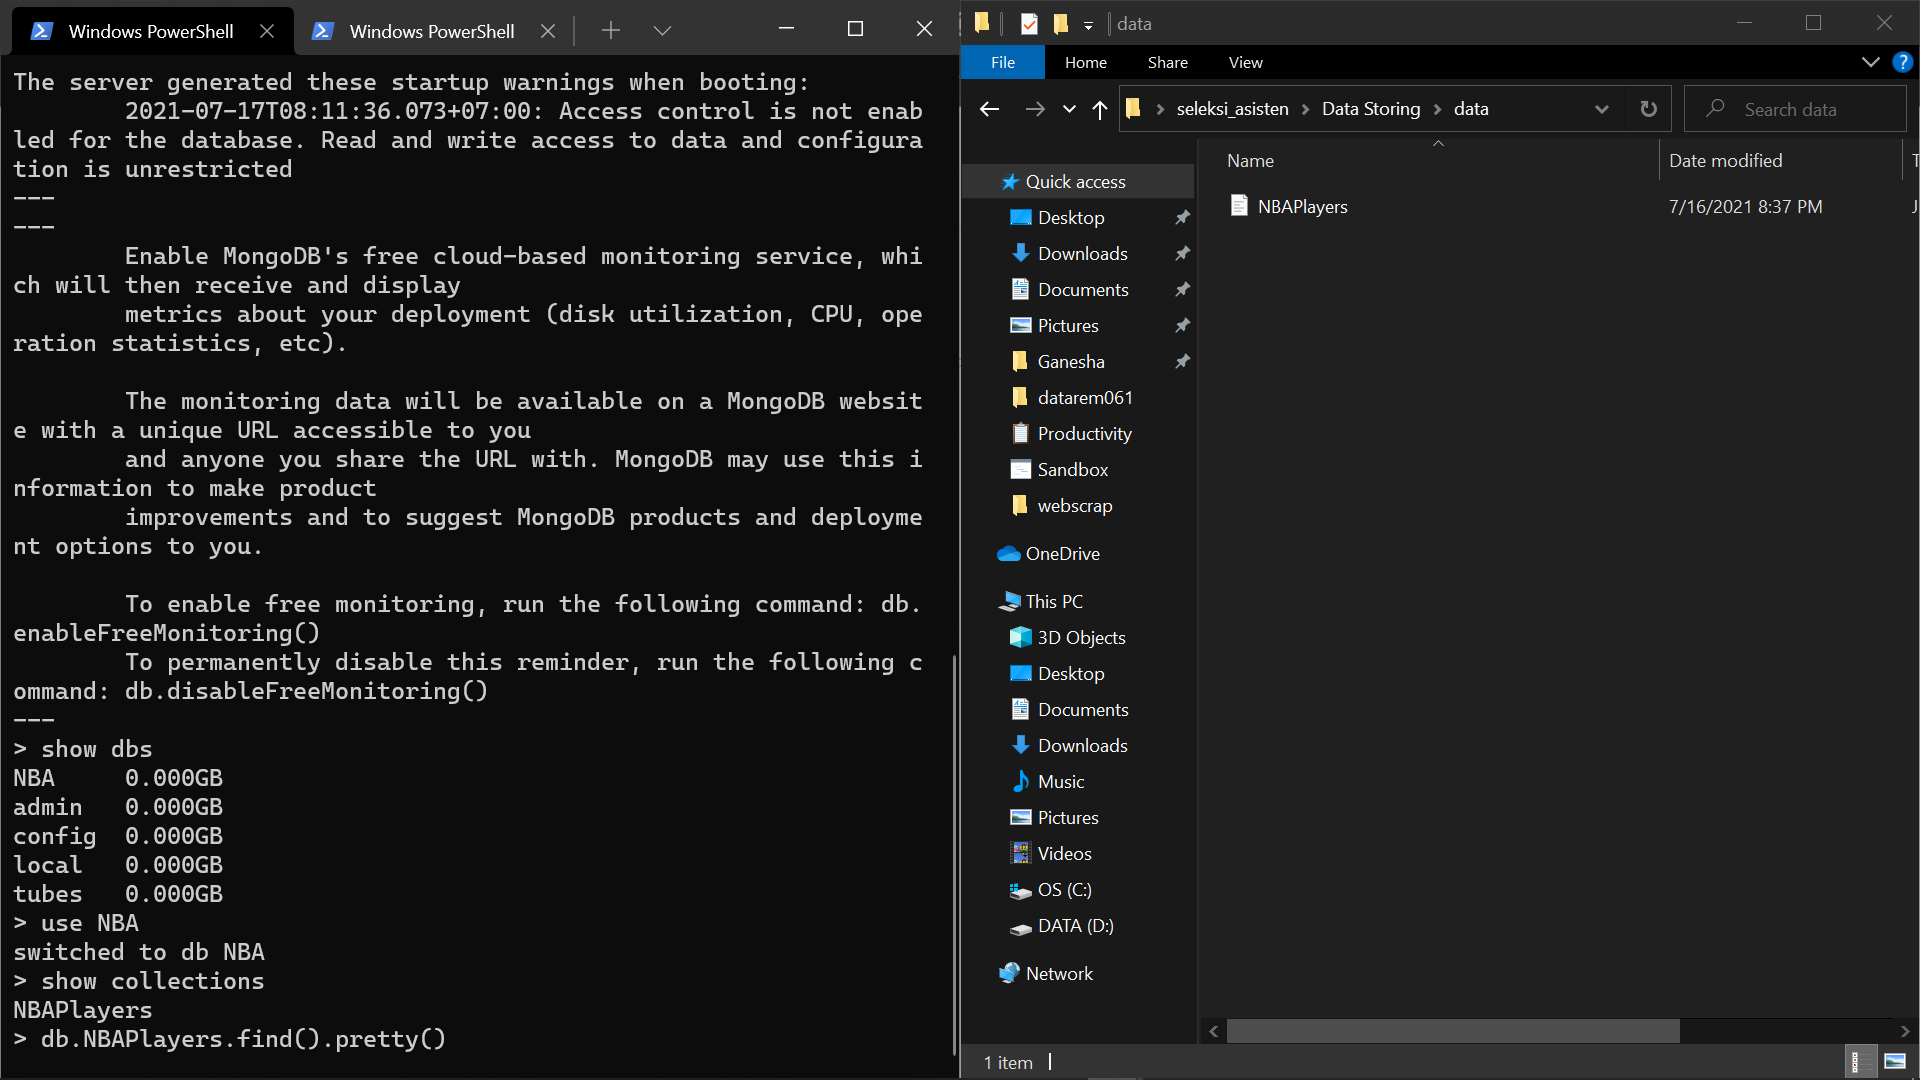 Windows PowerShell
Windows PowerShell
The server generated these startup warnings when booting:
2021-07-17T08:11:36.073+07:00: Access control is not enab
led for the database. Read and write access to data and configura
tion is unrestricted
---
---
Enable MongoDB's free cloud-based monitoring service, whi
ch will then receive and display
metrics about your deployment (disk utilization, CPU, ope
ration statistics, etc).
The monitoring data will be available on a MongoDB websit
e with a unique URL accessible to you
and anyone you share the URL with. MongoDB may use this i
nformation to make product
improvements and to suggest MongoDB products and deployme
nt options to you.
To enable free monitoring, run the following command: db.
enableFreeMonitoring()
To permanently disable this reminder, run the following c
ommand: db.disableFreeMonitoring()
---
> show dbs
NBA 0.000GB
admin 0.000GB
config 0.000GB
local 0.000GB
tubes 0.000GB
> use NBA
switched to db NBA
> show collections
NBAPlayers
> db.NBAPlayers.find().pretty()
data
File Home Share View
seleksi_asisten Data Storing data
Search data
Name Date modified T
NBAPlayers 7/16/2021 8:37 PM J
Quick access
Desktop
Downloads
Documents
Pictures
Ganesha
datarem061
Productivity
Sandbox
webscrap
OneDrive
This PC
3D Objects
Desktop
Documents
Downloads
Music
Pictures
Videos
OS (C:)
DATA (D:)
Network
1 item